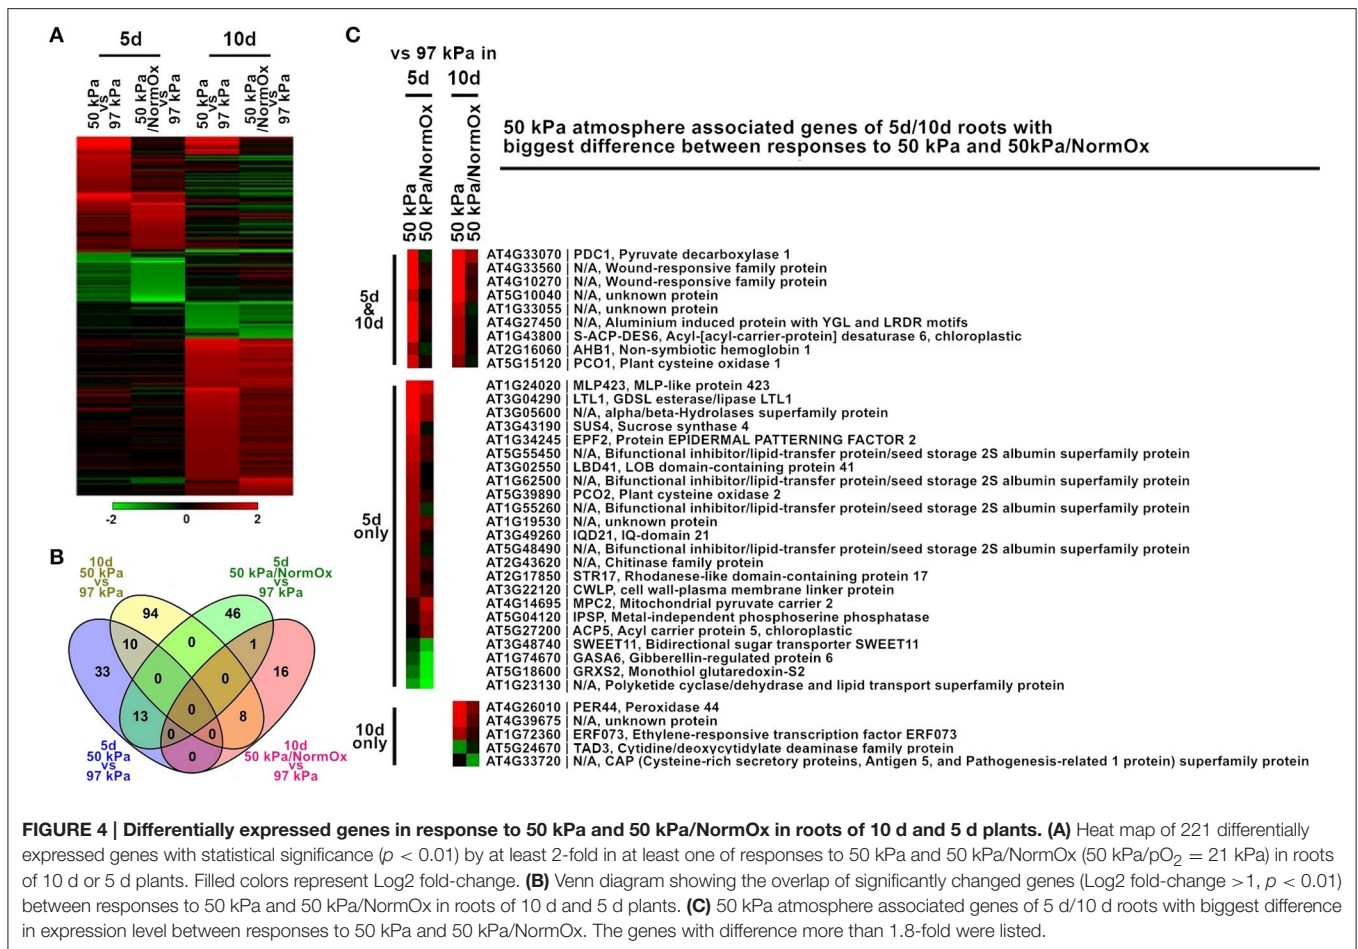 A
5d
10d
50 kPa
vs
97 kPa
50 kPa
/NormOx
vs
97 kPa
50 kPa
vs
97 kPa
50 kPa
/NormOx
vs
97 kPa
-2
0
2
B
10d
50 kPa
vs
97 kPa
5d
50 kPa/NormOx
vs
97 kPa
94
46
10
0
1
33
0
0
16
13
0
8
0
0
0
5d
50 kPa
vs
97 kPa
10d
50 kPa/NormOx
vs
97 kPa
C
vs 97 kPa in
5d
10d
50 kPa
50 kPa/NormOx
50 kPa
50 kPa/NormOx
50 kPa atmosphere associated genes of 5d/10d roots with
biggest difference between responses to 50 kPa and 50kPa/NormOx
5d
&
10d
AT4G33070 | PDC1, Pyruvate decarboxylase 1
AT4G33560 | N/A, Wound-responsive family protein
AT4G10270 | N/A, Wound-responsive family protein
AT5G10040 | N/A, unknown protein
AT1G33055 | N/A, unknown protein
AT4G27450 | N/A, Aluminium induced protein with YGL and LRDR motifs
AT1G43800 | S-ACP-DES6, Acyl-[acyl-carrier-protein] desaturase 6, chloroplastic
AT2G16060 | AHB1, Non-symbiotic hemoglobin 1
AT5G15120 | PCO1, Plant cysteine oxidase 1
5d
only
AT1G24020 | MLP423, MLP-like protein 423
AT3G04290 | LTL1, GDSL esterase/lipase LTL1
AT3G05600 | N/A, alpha/beta-Hydrolases superfamily protein
AT3G43190 | SUS4, Sucrose synthase 4
AT1G34245 | EPF2, Protein EPIDERMAL PATTERNING FACTOR 2
AT5G55450 | N/A, Bifunctional inhibitor/lipid-transfer protein/seed storage 2S albumin superfamily protein
AT3G02550 | LBD41, LOB domain-containing protein 41
AT1G62500 | N/A, Bifunctional inhibitor/lipid-transfer protein/seed storage 2S albumin superfamily protein
AT5G39890 | PCO2, Plant cysteine oxidase 2
AT1G55260 | N/A, Bifunctional inhibitor/lipid-transfer protein/seed storage 2S albumin superfamily protein
AT1G19530 | N/A, unknown protein
AT3G49260 | IQD21, IQ-domain 21
AT5G48490 | N/A, Bifunctional inhibitor/lipid-transfer protein/seed storage 2S albumin superfamily protein
AT2G43620 | N/A, Chitinase family protein
AT2G17850 | STR17, Rhodanese-like domain-containing protein 17
AT3G22120 | CWLP, cell wall-plasma membrane linker protein
AT4G14695 | MPC2, Mitochondrial pyruvate carrier 2
AT5G04120 | IPSP, Metal-independent phosphoserine phosphatase
AT5G27200 | ACP5, Acyl carrier protein 5, chloroplastic
AT3G48740 | SWEET11, Bidirectional sugar transporter SWEET11
AT1G74670 | GASA6, Gibberellin-regulated protein 6
AT5G18600 | GRXS2, Monothiol glutaredoxin-S2
AT1G23130 | N/A, Polyketide cyclase/dehydrase and lipid transport superfamily protein
10d
only
AT4G26010 | PER44, Peroxidase 44
AT4G39675 | N/A, unknown protein
AT1G72360 | ERF073, Ethylene-responsive transcription factor ERF073
AT5G24670 | TAD3, Cytidine/deoxycytidylate deaminase family protein
AT4G33720 | N/A, CAP (Cysteine-rich secretory proteins, Antigen 5, and Pathogenesis-related 1 protein) superfamily protein
FIGURE 4 | Differentially expressed genes in response to 50 kPa and 50 kPa/NormOx in roots of 10 d and 5 d plants. (A) Heat map of 221 differentially
expressed genes with statistical significance (p < 0.01) by at least 2-fold in at least one of responses to 50 kPa and 50 kPa/NormOx (50 kPa/pO₂ = 21 kPa) in roots
of 10 d or 5 d plants. Filled colors represent Log2 fold-change. (B) Venn diagram showing the overlap of significantly changed genes (Log2 fold-change >1, p < 0.01)
between responses to 50 kPa and 50 kPa/NormOx in roots of 10 d and 5 d plants. (C) 50 kPa atmosphere associated genes of 5 d/10 d roots with biggest difference
in expression level between responses to 50 kPa and 50 kPa/NormOx. The genes with difference more than 1.8-fold were listed.